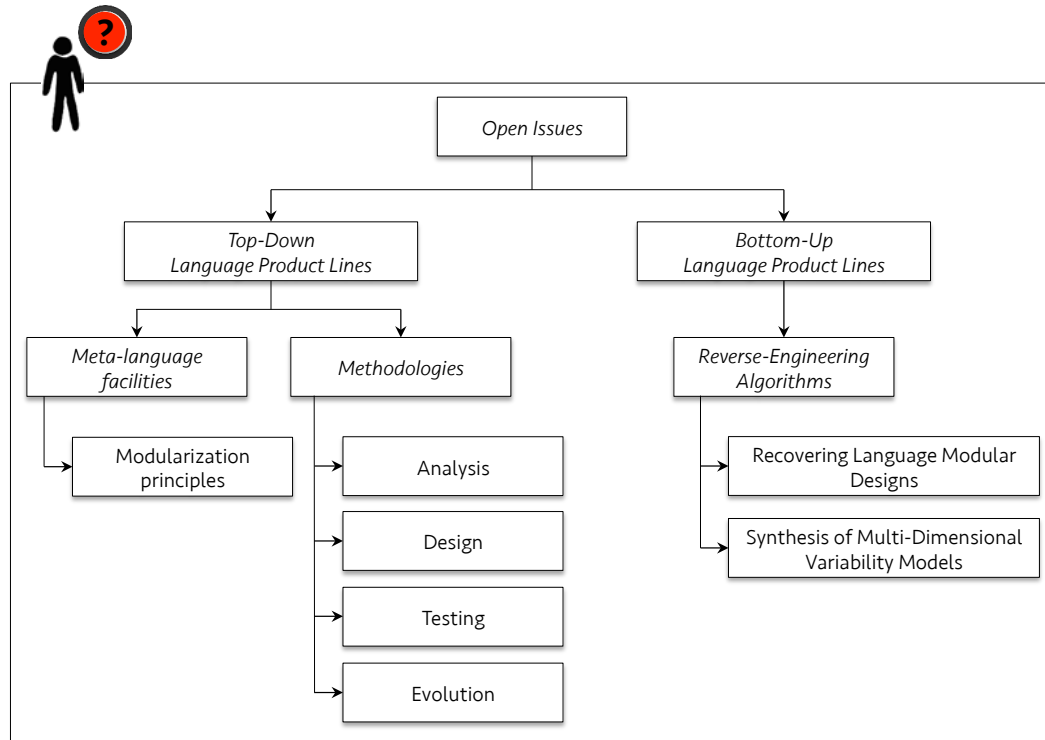 ?
Open Issues
Top-Down
Language Product Lines
Bottom-Up
Language Product Lines
Meta-language
facilities
Methodologies
Reverse-Engineering
Algorithms
Modularization
principles
Analysis
Design
Testing
Evolution
Recovering Language Modular
Designs
Synthesis of Multi-Dimensional
Variability Models